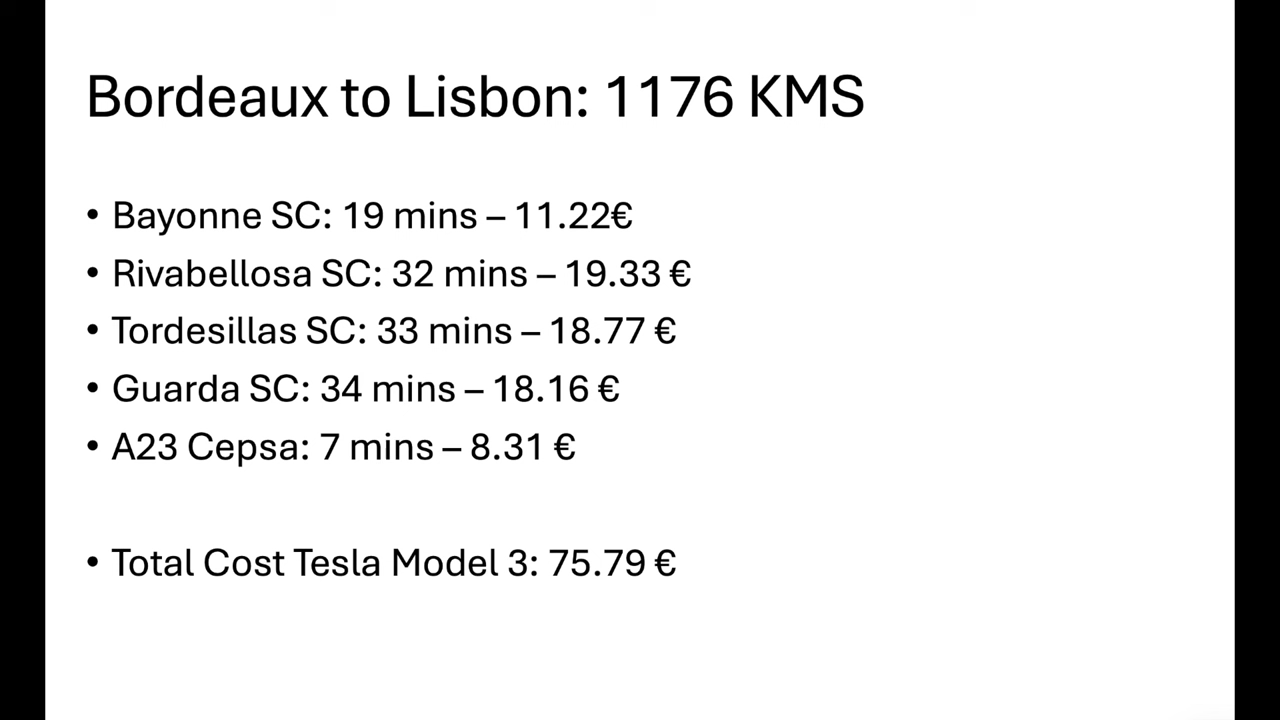 Bordeaux to Lisbon: 1176 KMS
• Bayonne SC: 19 mins – 11.22€
• Rivabellosa SC: 32 mins – 19.33 €
• Tordesillas SC: 33 mins – 18.77 €
• Guarda SC: 34 mins – 18.16 €
• A23 Cepsa: 7 mins – 8.31 €
• Total Cost Tesla Model 3: 75.79 €